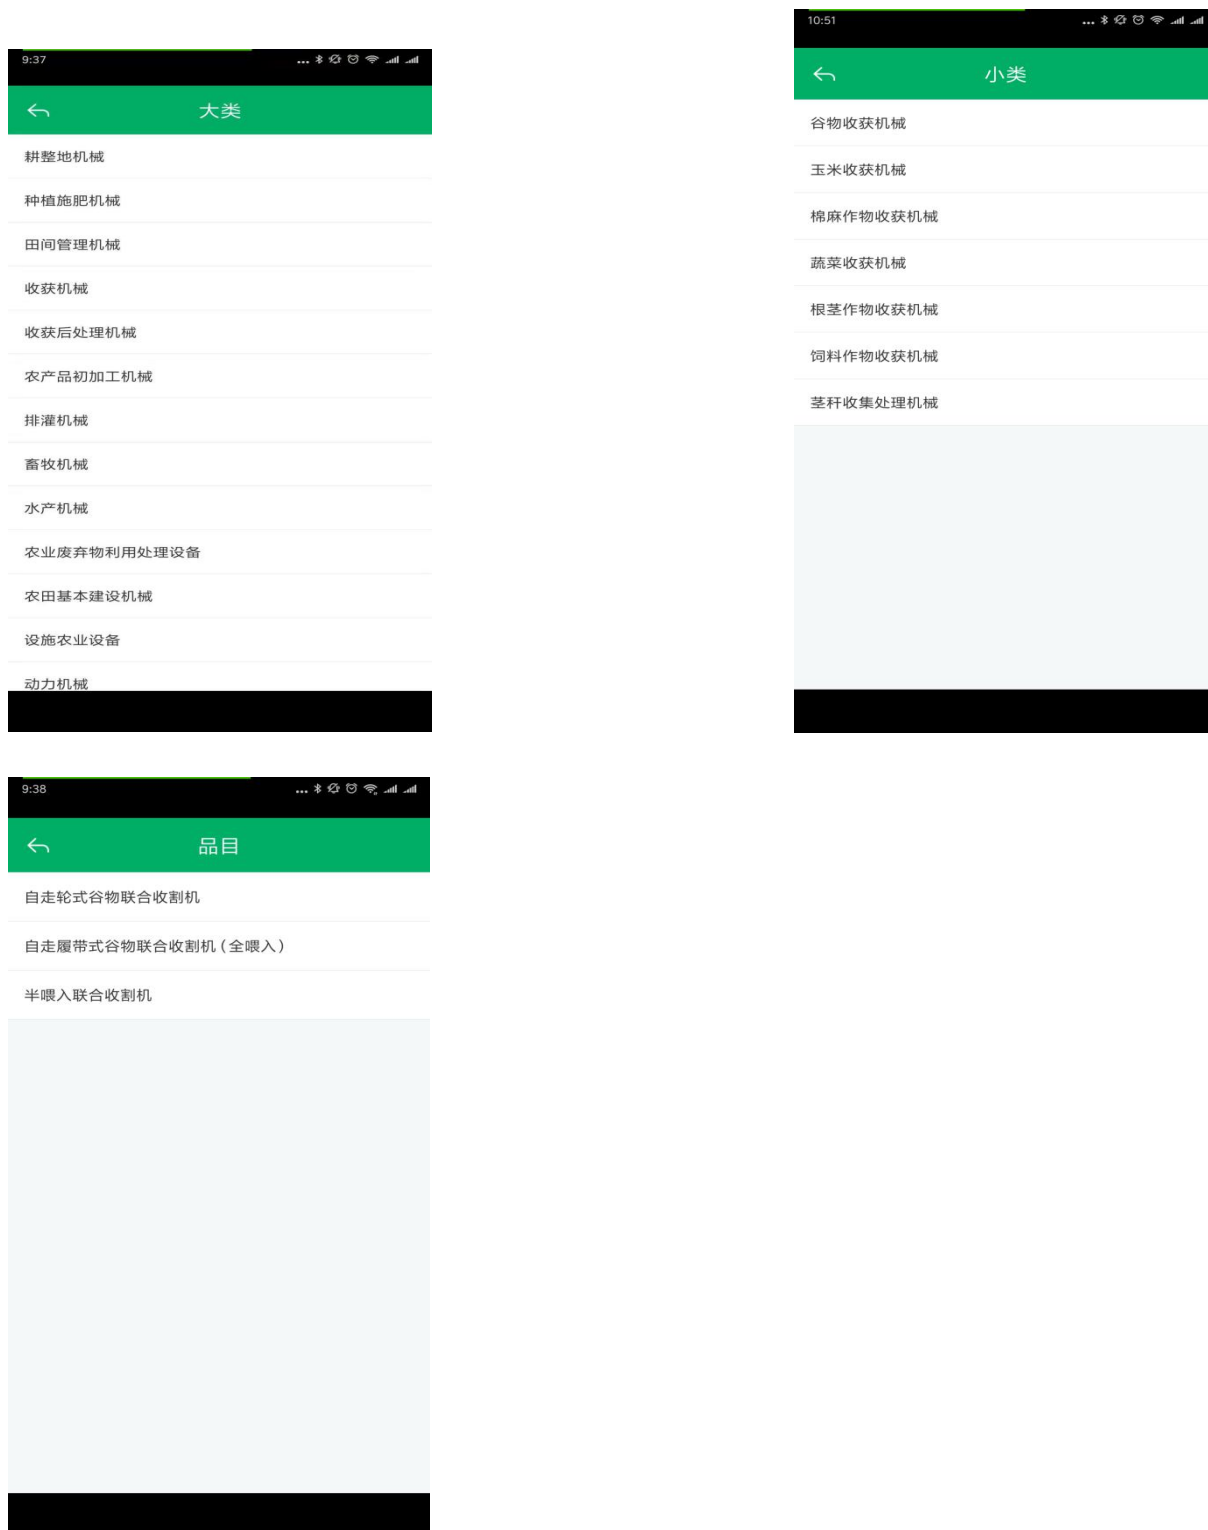 9:37
大类
耕整地机械
种植施肥机械
田间管理机械
收获机械
收获后处理机械
农产品初加工机械
排灌机械
畜牧机械
水产机械
农业废弃物利用处理设备
农田基本建设机械
设施农业设备
动力机械
10:51
小类
谷物收获机械
玉米收获机械
棉麻作物收获机械
蔬菜收获机械
根茎作物收获机械
饲料作物收获机械
茎秆收集处理机械
9:38
品目
自走轮式谷物联合收割机
自走履带式谷物联合收割机(全喂入)
半喂入联合收割机